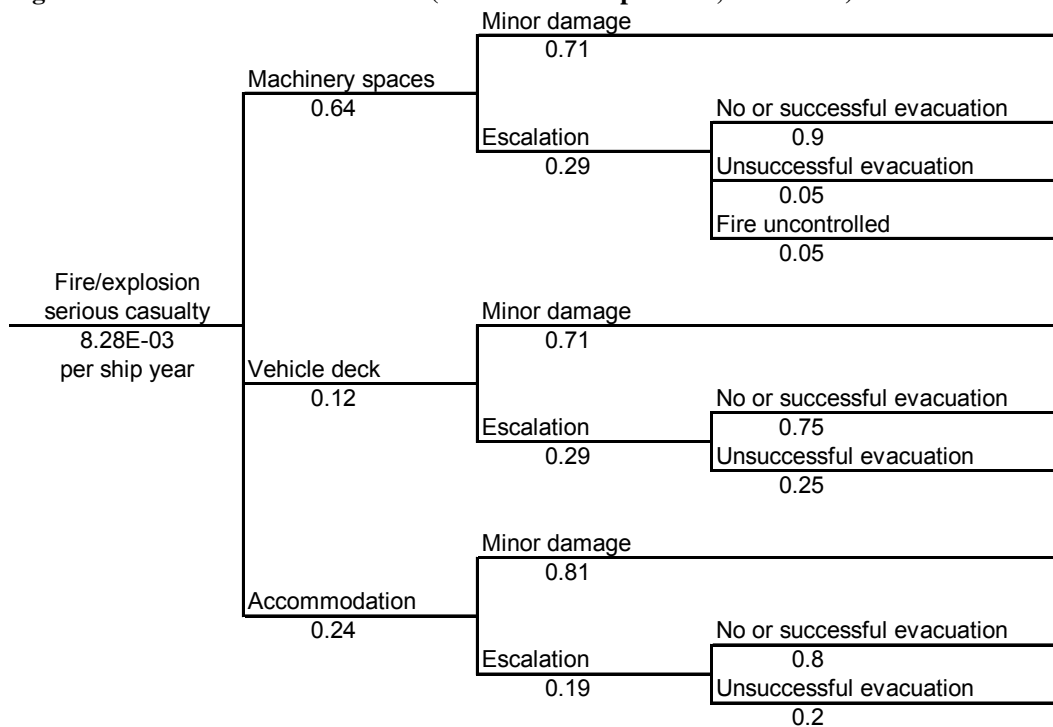 Minor damage
0.71
Machinery spaces
0.64
No or successful evacuation
0.9
Escalation
0.29
Unsuccessful evacuation
0.05
Fire uncontrolled
0.05
Fire/explosion
serious casualty
8.28E-03
per ship year
Minor damage
0.71
Vehicle deck
0.12
No or successful evacuation
0.75
Escalation
0.29
Unsuccessful evacuation
0.25
Minor damage
0.81
Accommodation
0.24
No or successful evacuation
0.8
Escalation
0.19
Unsuccessful evacuation
0.2